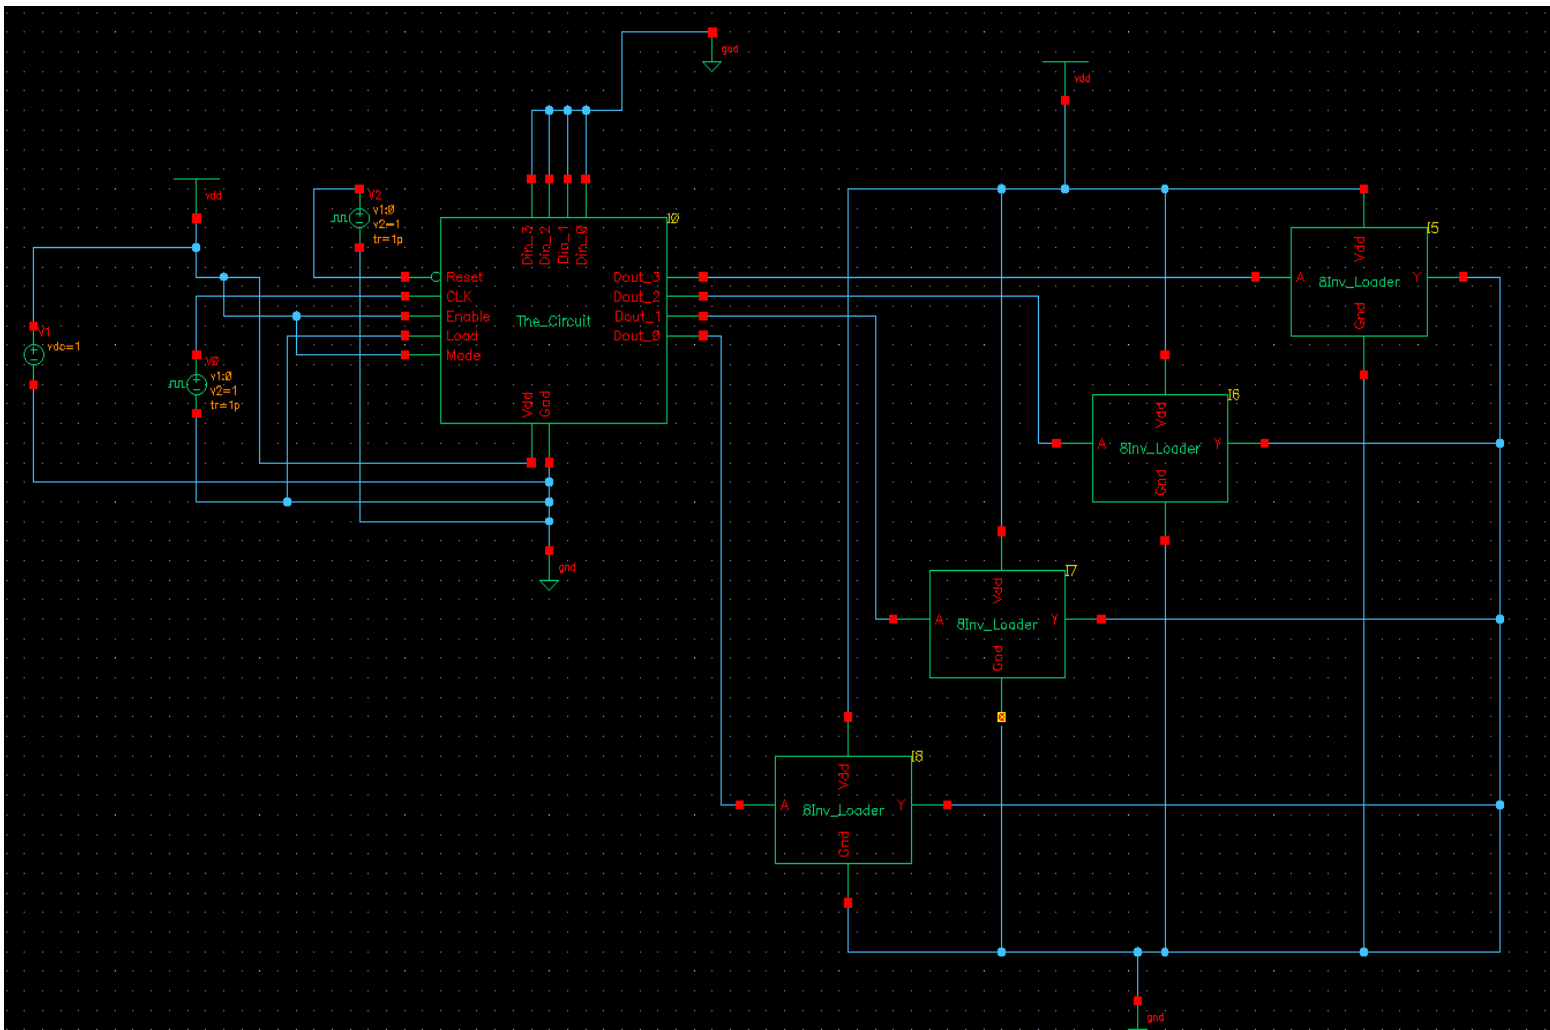 gnd
vdd
vdd
V2
v1:0
v2=1
tr=1p
I0
Din_3
Din_2
Din_1
Din_0
Reset
CLK
Enable
Load
Mode
The_Circuit
Dout_3
Dout_2
Dout_1
Dout_0
Vdd
Gnd
V1
vdc=1
V0
v1:0
v2=1
tr=1p
gnd
I5
Vdd
A
8Inv_Loader
Y
Gnd
I6
Vdd
A
8Inv_Loader
Y
Gnd
I7
Vdd
A
8Inv_Loader
Y
Gnd
I8
Vdd
A
8Inv_Loader
Y
Gnd
gnd